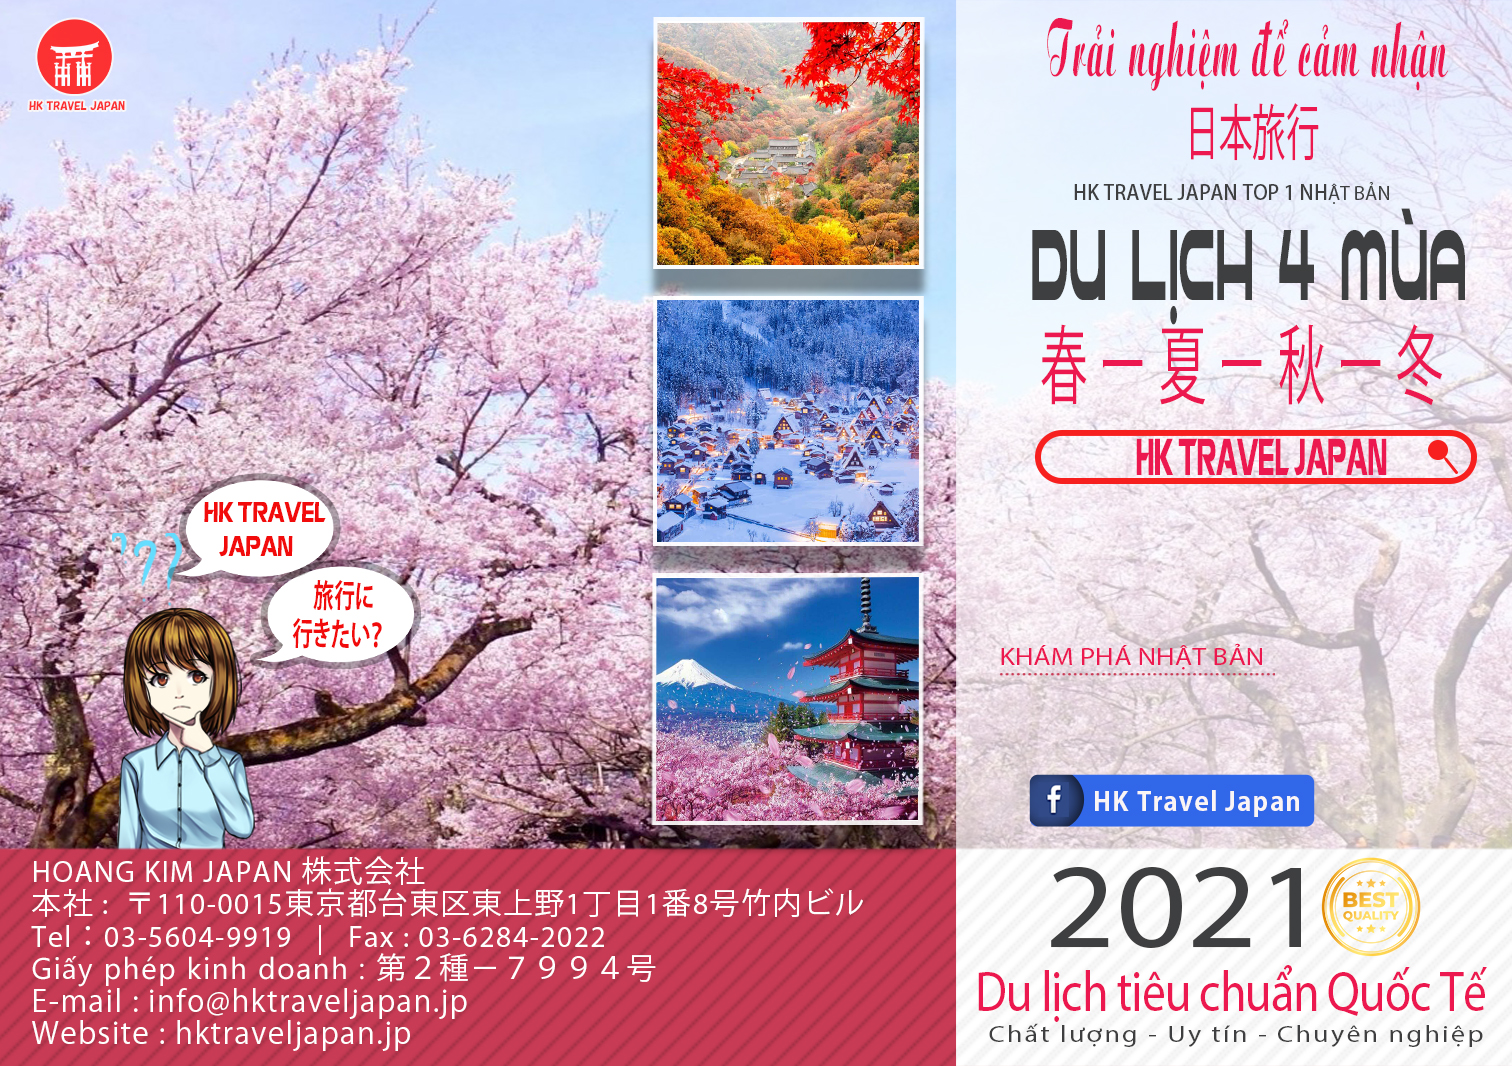 HK TRAVEL JAPAN
HK TRAVEL
JAPAN
旅行に
行きたい?
HOANG KIM JAPAN 株式会社
本社 : 〒110-0015東京都台東区東上野1丁目1番8号竹内ビル
Tel：03-5604-9919 | Fax : 03-6284-2022
Giấy phép kinh doanh : 第２種－７９９４号
E-mail : info@hktraveljapan.jp
Website : hktraveljapan.jp
Trải nghiệm để cảm nhận
日本旅行
HK TRAVEL JAPAN TOP 1 NHẬT BẢN
DU LỊCH 4 MÙA
春ー夏ー秋ー冬
HK TRAVEL JAPAN
KHÁM PHÁ NHẬT BẢN
f HK Travel Japan
2021
BEST
QUALITY
Du lịch tiêu chuẩn Quốc Tế
Chất lượng - Uy tín - Chuyên nghiệp